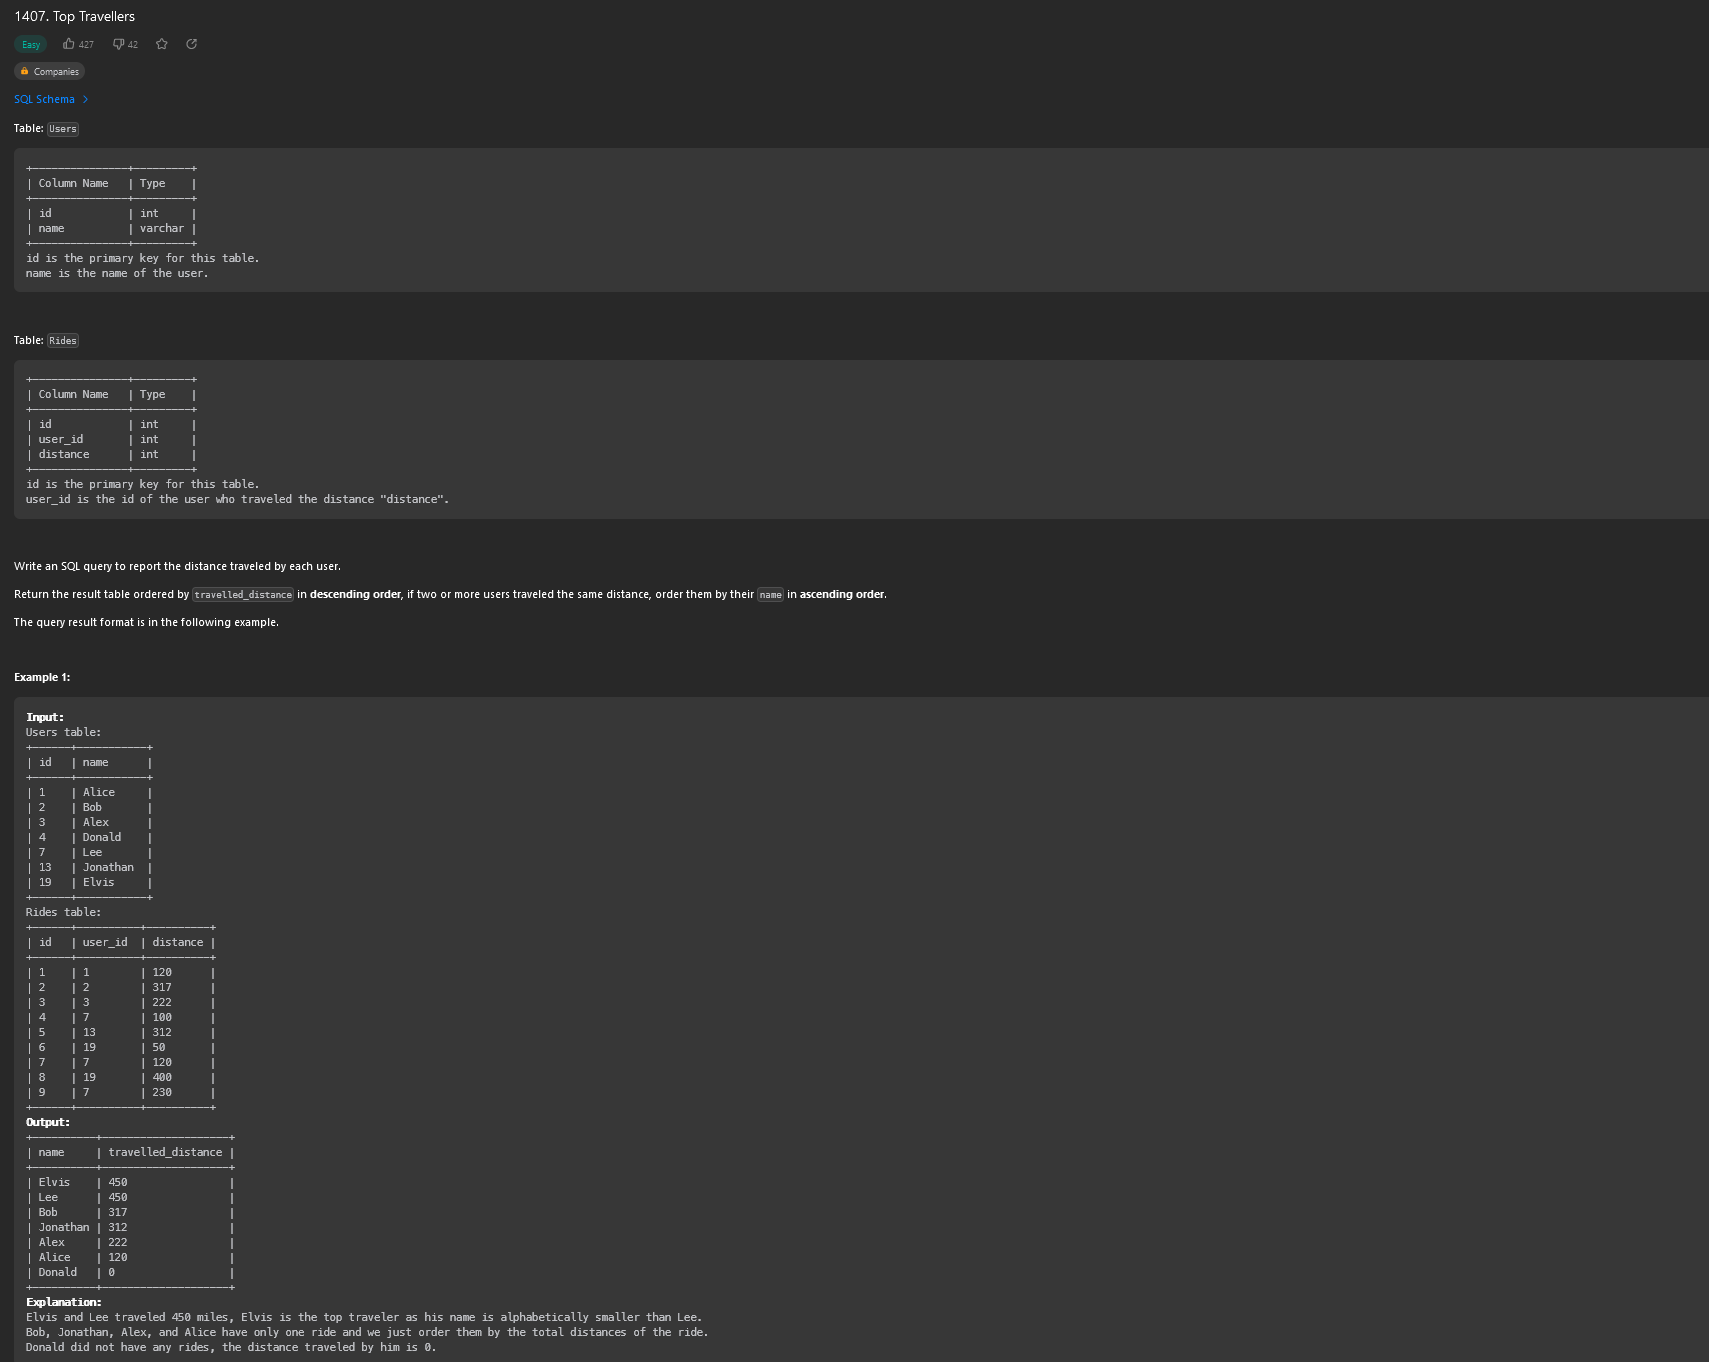 1407. Top Travellers
Easy 427 42
Companies
SQL Schema >
Table: Users
+---------------+---------+
| Column Name   | Type    |
+---------------+---------+
| id            | int     |
| name          | varchar |
+---------------+---------+
id is the primary key for this table.
name is the name of the user.
Table: Rides
+---------------+---------+
| Column Name   | Type    |
+---------------+---------+
| id            | int     |
| user_id       | int     |
| distance      | int     |
+---------------+---------+
id is the primary key for this table.
user_id is the id of the user who traveled the distance "distance".
Write an SQL query to report the distance traveled by each user.
Return the result table ordered by travelled_distance in descending order, if two or more users traveled the same distance, order them by their name in ascending order.
The query result format is in the following example.
Example 1:
Input:
Users table:
+------+-----------+
| id   | name      |
+------+-----------+
| 1    | Alice     |
| 2    | Bob       |
| 3    | Alex      |
| 4    | Donald    |
| 7    | Lee       |
| 13   | Jonathan  |
| 19   | Elvis     |
+------+-----------+
Rides table:
+------+----------+----------+
| id   | user_id  | distance |
+------+----------+----------+
| 1    | 1        | 120      |
| 2    | 2        | 317      |
| 3    | 3        | 222      |
| 4    | 7        | 100      |
| 5    | 13       | 312      |
| 6    | 19       | 50       |
| 7    | 7        | 120      |
| 8    | 19       | 400      |
| 9    | 7        | 230      |
+------+----------+----------+
Output:
+----------+--------------------+
| name     | travelled_distance |
+----------+--------------------+
| Elvis    | 450                |
| Lee      | 450                |
| Bob      | 317                |
| Jonathan | 312                |
| Alex     | 222                |
| Alice    | 120                |
| Donald   | 0                  |
+----------+--------------------+
Explanation:
Elvis and Lee traveled 450 miles, Elvis is the top traveler as his name is alphabetically smaller than Lee.
Bob, Jonathan, Alex, and Alice have only one ride and we just order them by the total distances of the ride.
Donald did not have any rides, the distance traveled by him is 0.